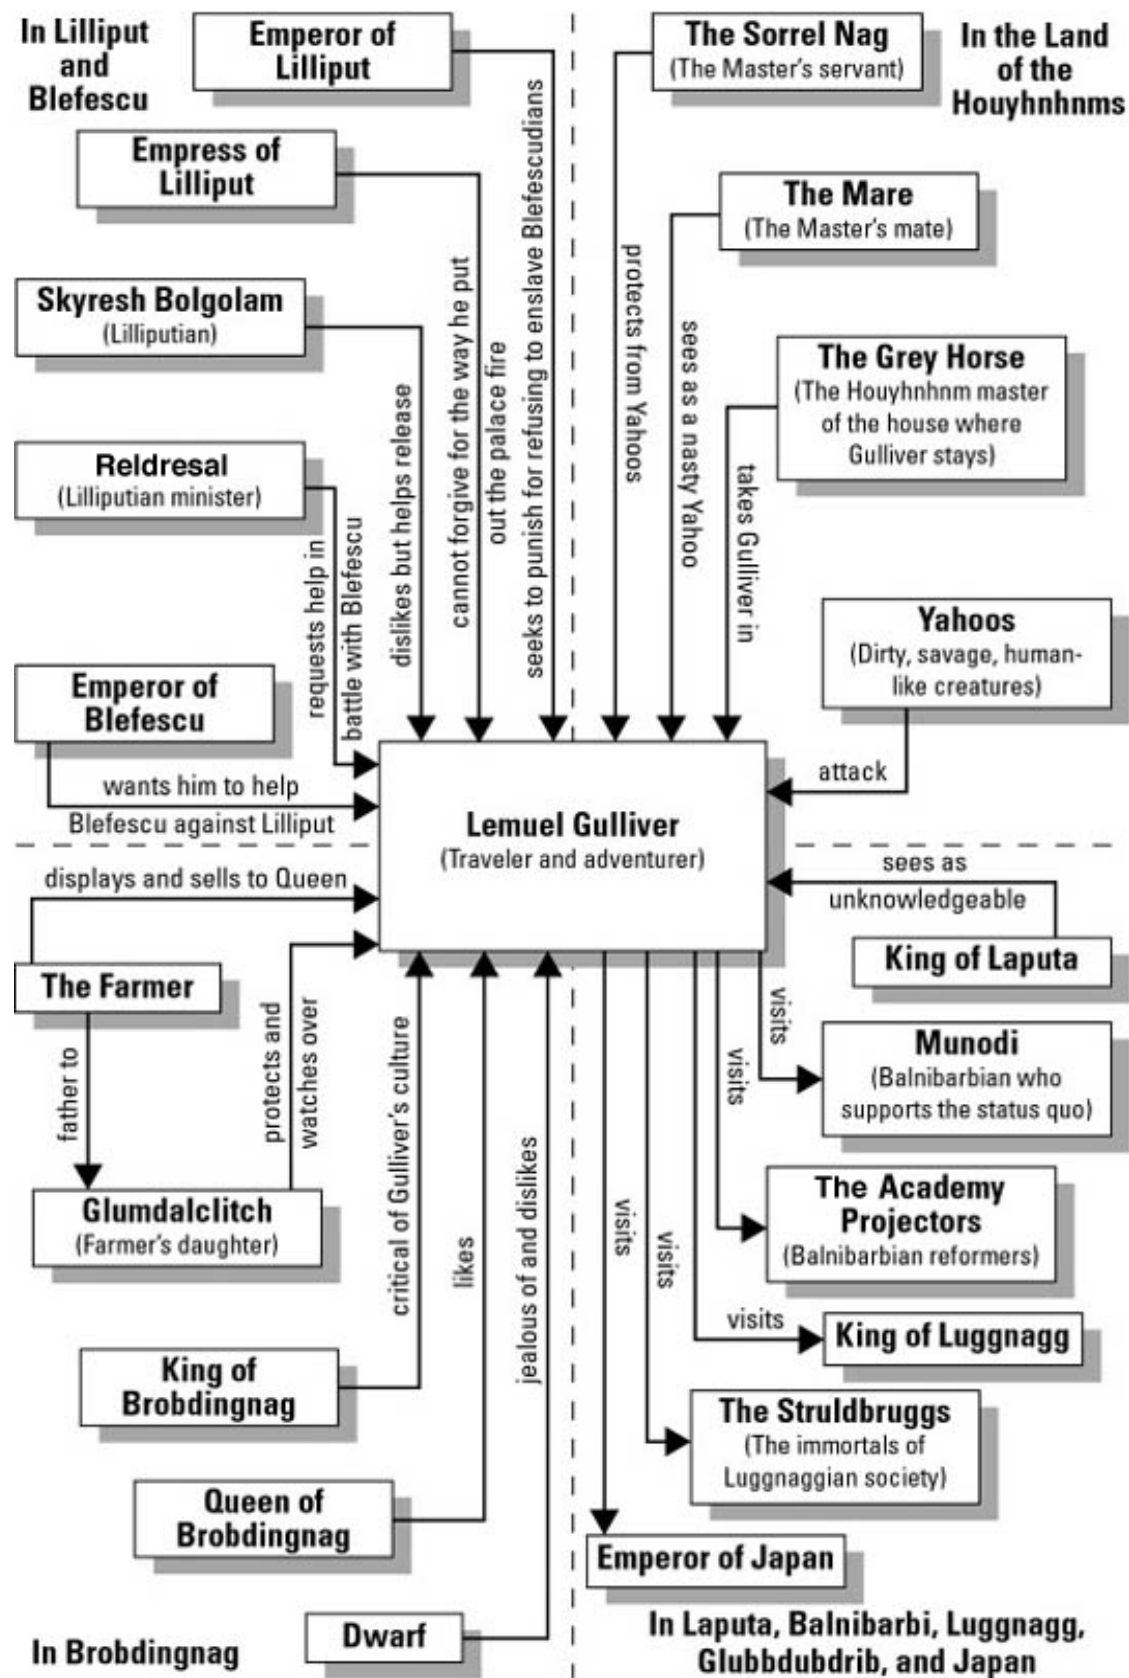 In Lilliput
and
Blefescu
Emperor of
Lilliput
Empress of
Lilliput
Skyresh Bolgolam
(Lilliputian)
Reldresal
(Lilliputian minister)
Emperor of
Blefescu
requests help in
battle with Blefescu
dislikes but helps release
cannot forgive for the way he put
out the palace fire
seeks to punish for refusing to enslave Blefescudians
wants him to help
Blefescu against Lilliput
The Sorrel Nag
(The Master's servant)
In the Land
of the
Houyhnhnms
The Mare
(The Master's mate)
The Grey Horse
(The Houyhnhnm master
of the house where
Gulliver stays)
Yahoos
(Dirty, savage, human-
like creatures)
protects from Yahoos
sees as a nasty Yahoo
takes Gulliver in
attack
Lemuel Gulliver
(Traveler and adventurer)
displays and sells to Queen
The Farmer
father to
protects and
watches over
Glumdalclitch
(Farmer's daughter)
critical of Gulliver's culture
likes
jealous of and dislikes
King of
Brobdingnag
Queen of
Brobdingnag
Dwarf
In Brobdingnag
sees as
unknowledgeable
King of Laputa
visits
Munodi
(Balnibarbian who
supports the status quo)
visits
The Academy
Projectors
(Balnibarbian reformers)
visits
King of Luggnagg
visits
The Struldbruggs
(The immortals of
Luggnaggian society)
visits
Emperor of Japan
In Laputa, Balnibarbi, Luggnagg,
Glubbdubdrib, and Japan